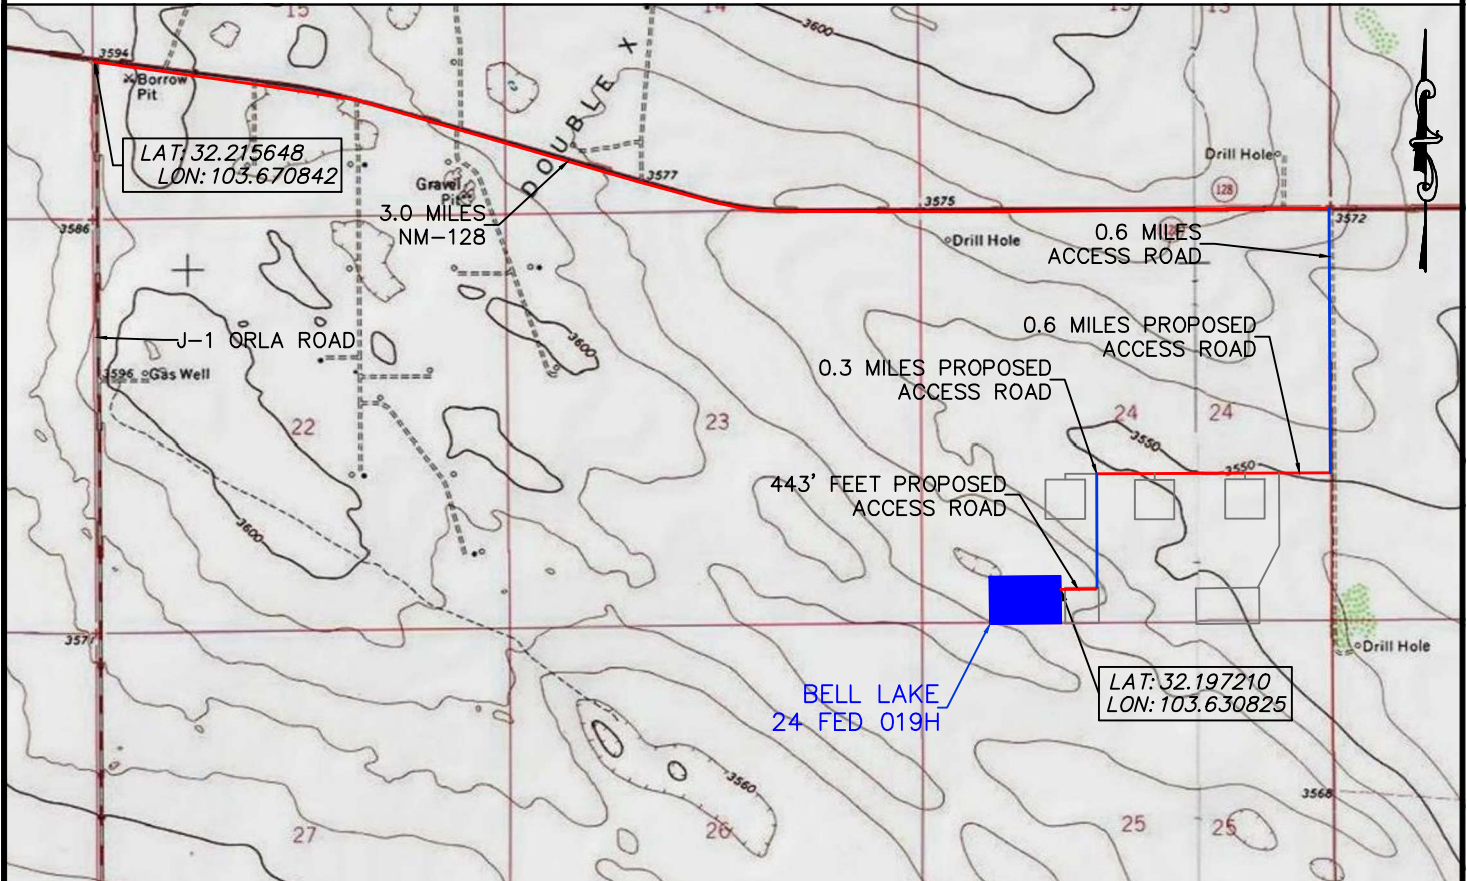 15
14
13
13
3594
Borrow
Pit
3600
DOUBLE X
LAT: 32.215648
LON: 103.670842
Gravel
Pit
3577
3.0 MILES
NM-128
Drill Hole
128
3575
3572
3586
Drill Hole
0.6 MILES
ACCESS ROAD
J-1 ORLA ROAD
3600
0.6 MILES PROPOSED
ACCESS ROAD
3596
Gas Well
0.3 MILES PROPOSED
ACCESS ROAD
22
23
24
24
3550
3550
443' FEET PROPOSED
ACCESS ROAD
3600
3577
Drill Hole
BELL LAKE
24 FED 019H
LAT: 32.197210
LON: 103.630825
3560
3568
27
26
25
25